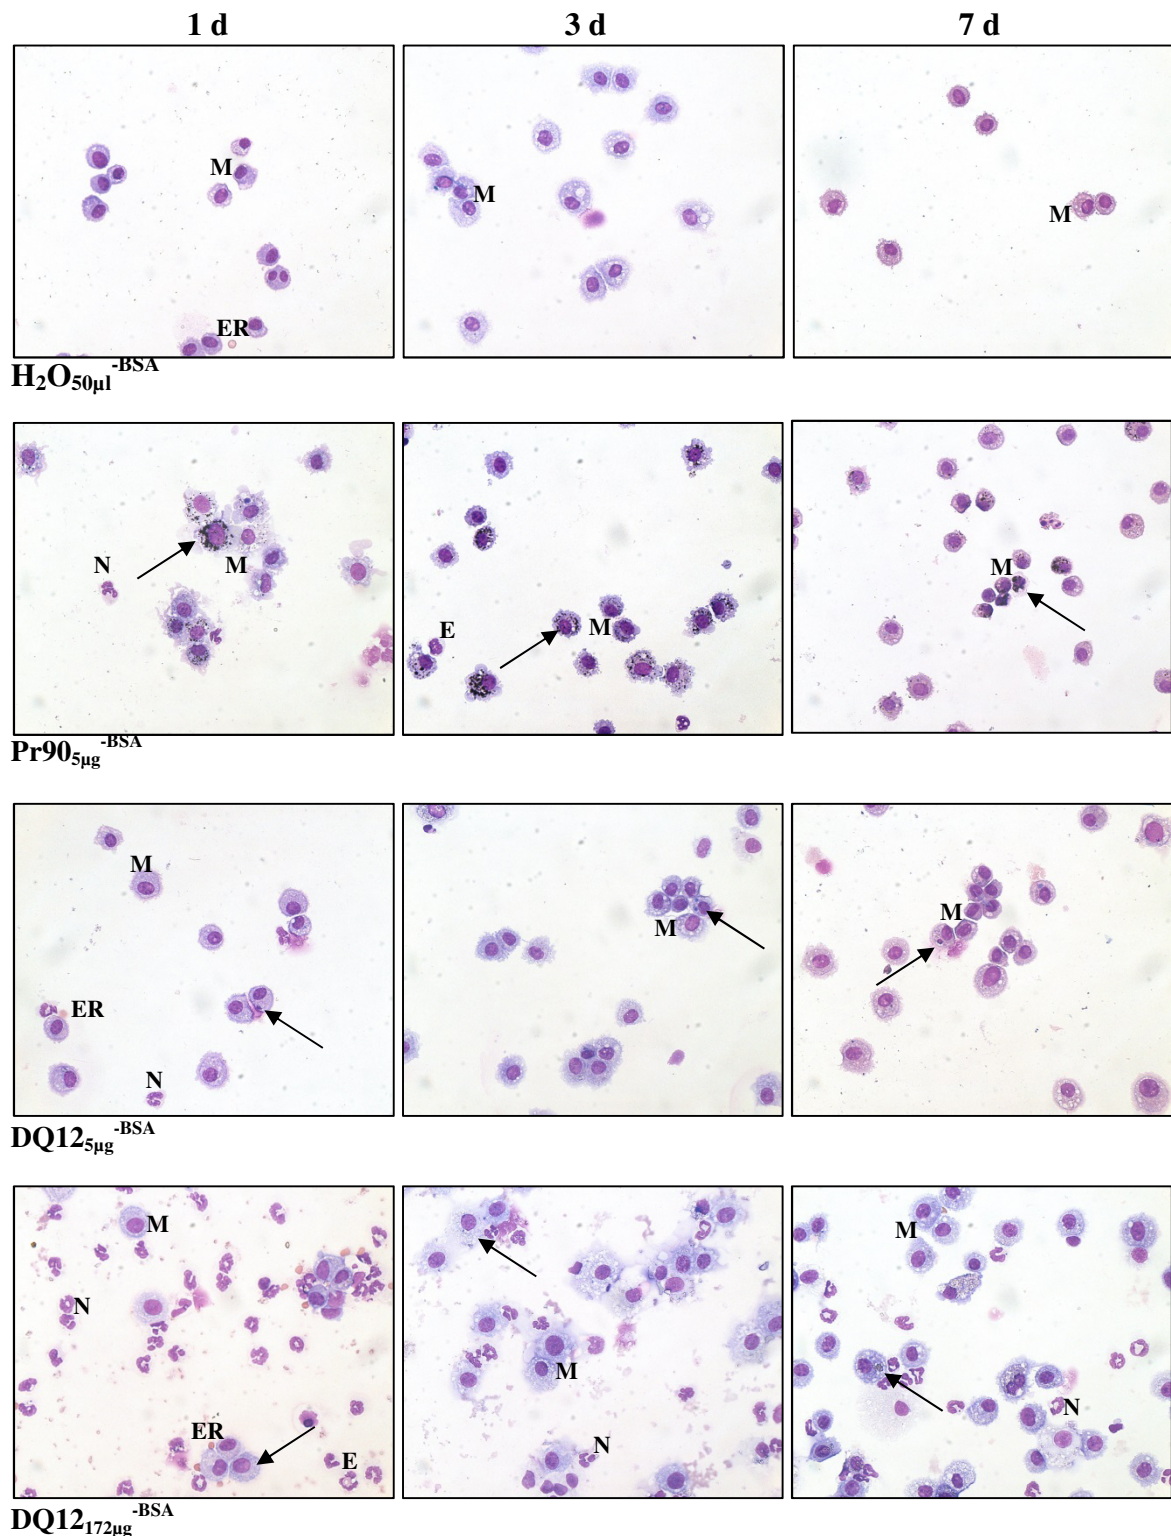 1 d 3 d 7 d
M M M
ER
H₂O₅₀µl⁻ᴮˢᴬ
N M E M M
Pr90₅µg⁻ᴮˢᴬ
M M M
ER
N
DQ12₅µg⁻ᴮˢᴬ
M M
N M N
ER E N
DQ12₁₇₂µg⁻ᴮˢᴬ